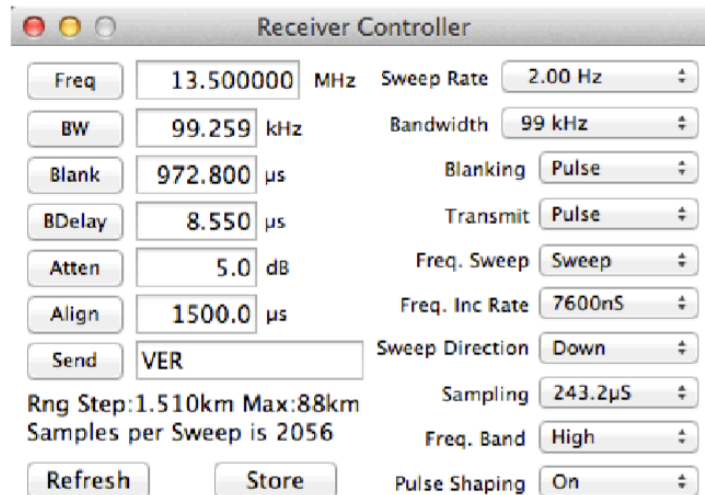 Receiver Controller
Freq 13.500000 MHz Sweep Rate 2.00 Hz
BW 99.259 kHz Bandwidth 99 kHz
Blank 972.800 µs Blanking Pulse
BDelay 8.550 µs Transmit Pulse
Atten 5.0 dB Freq. Sweep Sweep
Align 1500.0 µs Freq. Inc Rate 7600nS
Send VER Sweep Direction Down
Rng Step:1.510km Max:88km Sampling 243.2µS
Samples per Sweep is 2056 Freq. Band High
Refresh Store Pulse Shaping On